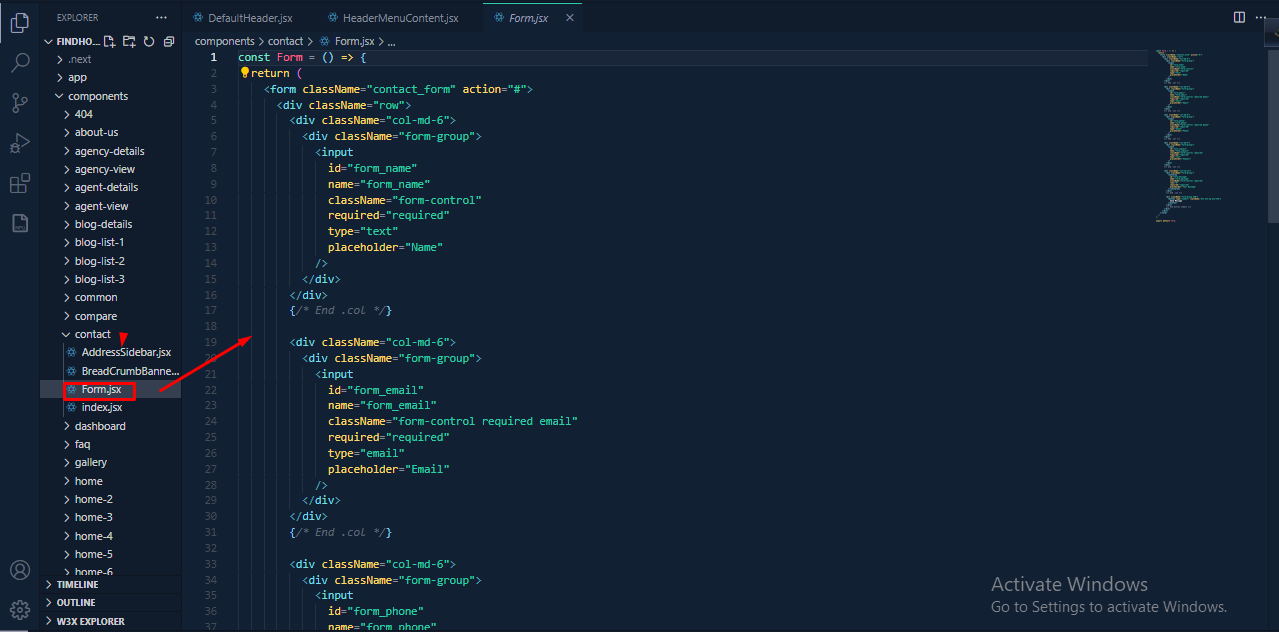 EXPLORER
FINDHO...
.next
app
components
404
about-us
agency-details
agency-view
agent-details
agent-view
blog-details
blog-list-1
blog-list-2
blog-list-3
common
compare
contact
AddressSidebar.jsx
BreadCrumbBanne...
Form.jsx
index.jsx
dashboard
faq
gallery
home
home-2
home-3
home-4
home-5
home-6
TIMELINE
OUTLINE
W3X EXPLORER
DefaultHeader.jsx HeaderMenuContent.jsx Form.jsx
components > contact > Form.jsx > ...
1 const Form = () => {
2 return (
3 <form className="contact_form" action="#">
4 <div className="row">
5 <div className="col-md-6">
6 <div className="form-group">
7 <input
8 id="form_name"
9 name="form_name"
10 className="form-control"
11 required="required"
12 type="text"
13 placeholder="Name"
14 />
15 </div>
16 </div>
17 {/* End .col */}
18
19 <div className="col-md-6">
20 <div className="form-group">
21 <input
22 id="form_email"
23 name="form_email"
24 className="form-control required email"
25 required="required"
26 type="email"
27 placeholder="Email"
28 />
29 </div>
30 </div>
31 {/* End .col */}
32
33 <div className="col-md-6">
34 <div className="form-group">
35 <input
36 id="form_phone"
37 name="form_phone"
Activate Windows
Go to Settings to activate Windows.